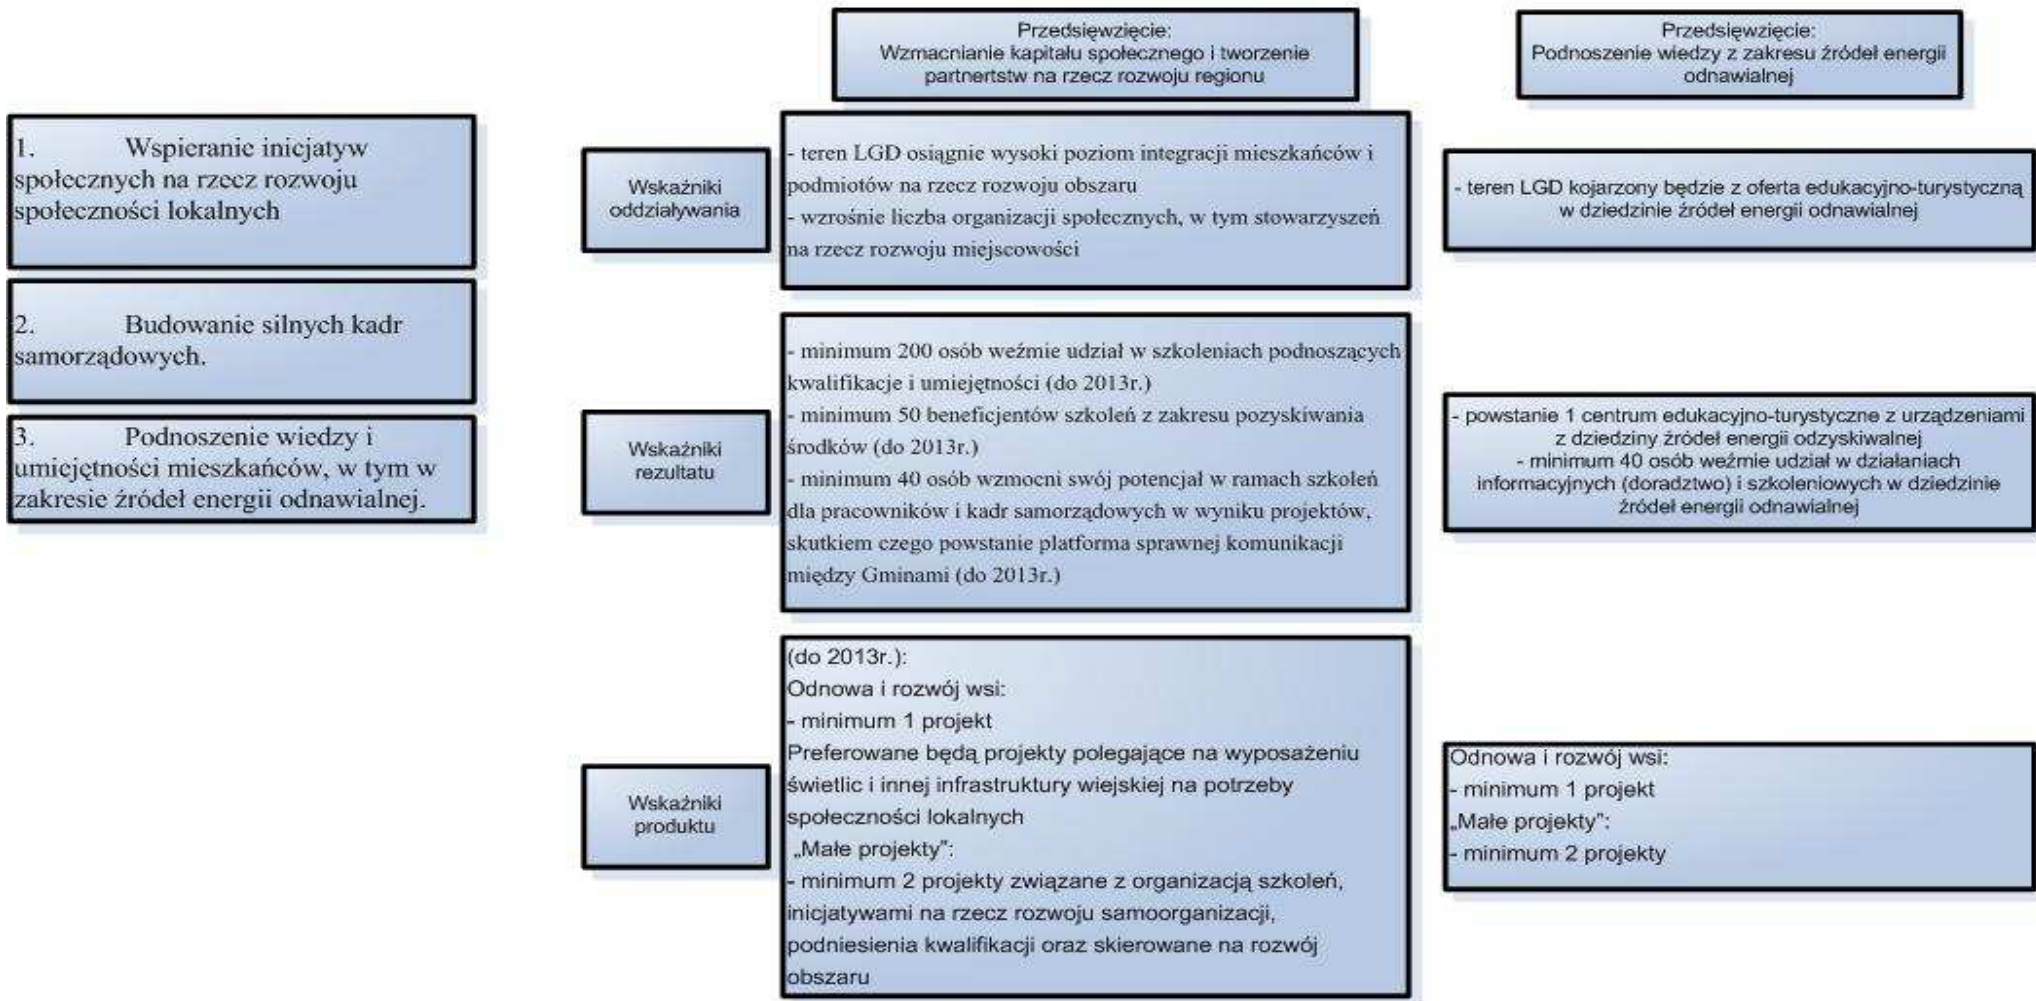 Przedsięwzięcie:
Wzmacnianie kapitału społecznego i tworzenie
partnertstw na rzecz rozwoju regionu
Przedsięwzięcie:
Podnoszenie wiedzy z zakresu źródeł energii
odnawialnej
1. Wspieranie inicjatyw
społecznych na rzecz rozwoju
społeczności lokalnych
2. Budowanie silnych kadr
samorządowych.
3. Podnoszenie wiedzy i
umiejętności mieszkańców, w tym w
zakresie źródeł energii odnawialnej.
Wskaźniki
oddziaływania
- teren LGD osiągnie wysoki poziom integracji mieszkańców i
podmiotów na rzecz rozwoju obszaru
- wzrośnie liczba organizacji społecznych, w tym stowarzyszeń
na rzecz rozwoju miejscowości
- teren LGD kojarzony będzie z oferta edukacyjno-turystyczną
w dziedzinie źródeł energii odnawialnej
Wskaźniki
rezultatu
- minimum 200 osób weźmie udział w szkoleniach podnoszących
kwalifikacje i umiejętności (do 2013r.)
- minimum 50 beneficjentów szkoleń z zakresu pozyskiwania
środków (do 2013r.)
- minimum 40 osób wzmocni swój potencjał w ramach szkoleń
dla pracowników i kadr samorządowych w wyniku projektów,
skutkiem czego powstanie platforma sprawnej komunikacji
między Gminami (do 2013r.)
- powstanie 1 centrum edukacyjno-turystyczne z urządzeniami
z dziedziny źródeł energii odzyskiwalnej
- minimum 40 osób weźmie udział w działaniach
informacyjnych (doradztwo) i szkoleniowych w dziedzinie
źródeł energii odnawialnej
Wskaźniki
produktu
(do 2013r.):
Odnowa i rozwój wsi:
- minimum 1 projekt
Preferowane będą projekty polegające na wyposażeniu
świetlic i innej infrastruktury wiejskiej na potrzeby
społeczności lokalnych
„Małe projekty”:
- minimum 2 projekty związane z organizacją szkoleń,
inicjatywami na rzecz rozwoju samoorganizacji,
podniesienia kwalifikacji oraz skierowane na rozwój
obszaru
Odnowa i rozwój wsi:
- minimum 1 projekt
„Małe projekty”:
- minimum 2 projekty